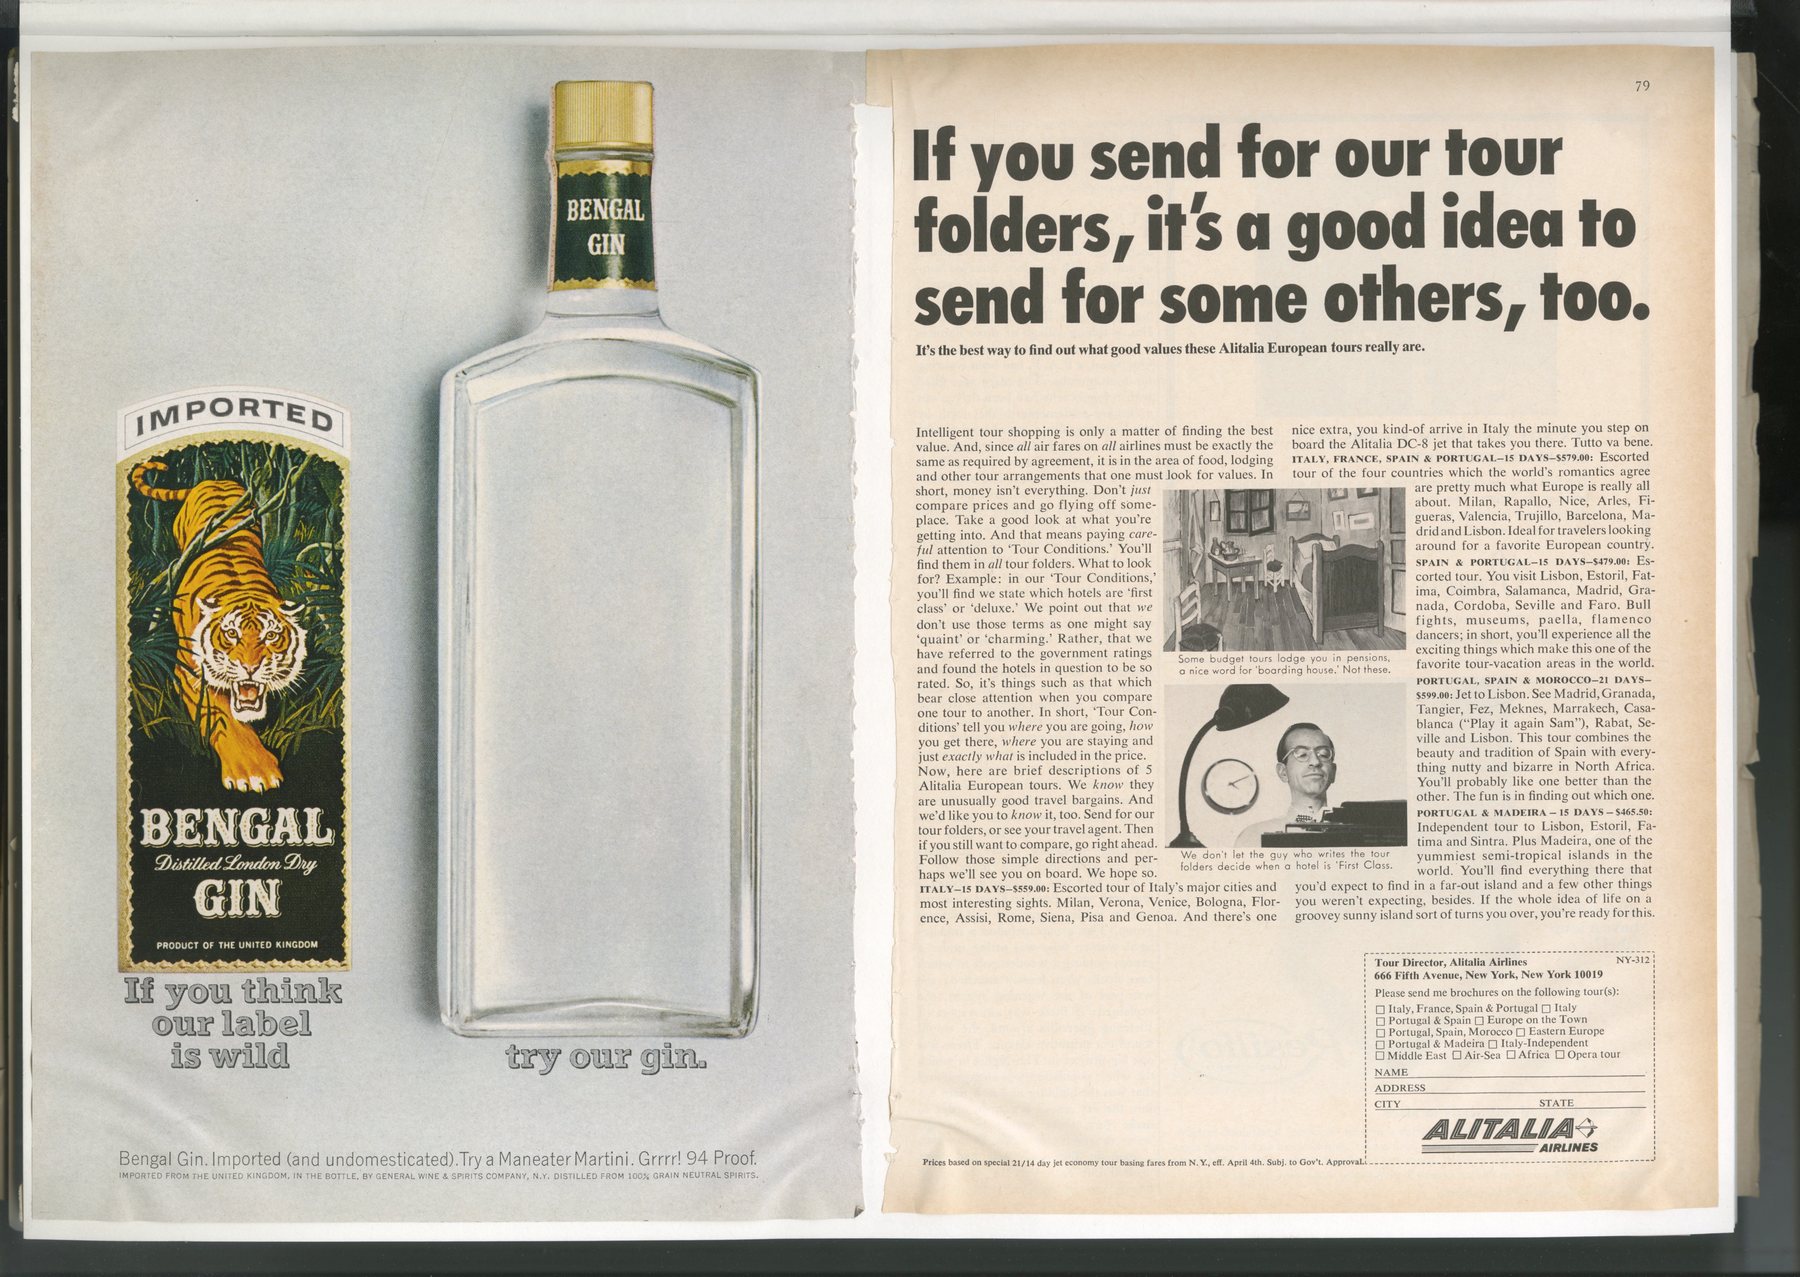 BENGAL
GIN
IMPORTED
BENGAL
Distilled London Dry
GIN
PRODUCT OF THE UNITED KINGDOM
If you think
our label
is wild
try our gin.
Bengal Gin. Imported (and undomesticated). Try a Maneater Martini. Grrrr! 94 Proof.
IMPORTED FROM THE UNITED KINGDOM, IN THE BOTTLE, BY GENERAL WINE & SPIRITS COMPANY, N.Y. DISTILLED FROM 100% GRAIN NEUTRAL SPIRITS.
79
If you send for our tour
folders, it's a good idea to
send for some others, too.
It's the best way to find out what good values these Alitalia European tours really are.
Intelligent tour shopping is only a matter of finding the best
value. And, since all air fares on all airlines must be exactly the
same as required by agreement, it is in the area of food, lodging
and other tour arrangements that one must look for values. In
short, money isn't everything. Don't just
compare prices and go flying off some-
place. Take a good look at what you're
getting into. And that means paying care-
ful attention to 'Tour Conditions.' You'll
find them in all tour folders. What to look
for? Example: in our 'Tour Conditions,'
you'll find we state which hotels are 'first
class' or 'deluxe.' We point out that we
don't use those terms as one might say
'quaint' or 'charming.' Rather, that we
have referred to the government ratings
and found the hotels in question to be so
rated. So, it's things such as that which
bear close attention when you compare
one tour to another. In short, 'Tour Con-
ditions' tell you where you are going, how
you get there, where you are staying and
just exactly what is included in the price.
Now, here are brief descriptions of 5
Alitalia European tours. We know they
are unusually good travel bargains. And
we'd like you to know it, too. Send for our
tour folders, or see your travel agent. Then
if you still want to compare, go right ahead.
Follow those simple directions and per-
haps we'll see you on board. We hope so.
ITALY—15 DAYS—$559.00: Escorted tour of Italy's major cities and
most interesting sights. Milan, Verona, Venice, Bologna, Flor-
ence, Assisi, Rome, Siena, Pisa and Genoa. And there's one
Some budget tours lodge you in pensions,
a nice word for 'boarding house.' Not these.
We don't let the guy who writes the tour
folders decide when a hotel is 'First Class.
nice extra, you kind-of arrive in Italy the minute you step on
board the Alitalia DC-8 jet that takes you there. Tutto va bene.
ITALY, FRANCE, SPAIN & PORTUGAL—15 DAYS—$579.00: Escorted
tour of the four countries which the world's romantics agree
are pretty much what Europe is really all
about. Milan, Rapallo, Nice, Arles, Fi-
gueras, Valencia, Trujillo, Barcelona, Ma-
drid and Lisbon. Ideal for travelers looking
around for a favorite European country.
SPAIN & PORTUGAL—15 DAYS—$479.00: Es-
corted tour. You visit Lisbon, Estoril, Fat-
ima, Coimbra, Salamanca, Madrid, Gra-
nada, Cordoba, Seville and Faro. Bull
fights, museums, paella, flamenco
dancers; in short, you'll experience all the
exciting things which make this one of the
favorite tour-vacation areas in the world.
PORTUGAL, SPAIN & MOROCCO—21 DAYS—
$599.00: Jet to Lisbon. See Madrid, Granada,
Tangier, Fez, Meknes, Marrakech, Casa-
blanca ("Play it again Sam"), Rabat, Se-
ville and Lisbon. This tour combines the
beauty and tradition of Spain with every-
thing nutty and bizarre in North Africa.
You'll probably like one better than the
other. The fun is in finding out which one.
PORTUGAL & MADEIRA — 15 DAYS — $465.50:
Independent tour to Lisbon, Estoril, Fa-
tima and Sintra. Plus Madeira, one of the
yummiest semi-tropical islands in the
world. You'll find everything there that
you'd expect to find in a far-out island and a few other things
you weren't expecting, besides. If the whole idea of life on a
groovey sunny island sort of turns you over, you're ready for this.
Tour Director, Alitalia Airlines NY-312
666 Fifth Avenue, New York, New York 10019
Please send me brochures on the following tour(s):
☐ Italy, France, Spain & Portugal ☐ Italy
☐ Portugal & Spain ☐ Europe on the Town
☐ Portugal, Spain, Morocco ☐ Eastern Europe
☐ Portugal & Madeira ☐ Italy-Independent
☐ Middle East ☐ Air-Sea ☐ Africa ☐ Opera tour
NAME
ADDRESS
CITY STATE
ALITALIA
AIRLINES
Prices based on special 21/14 day jet economy tour basing fares from N. Y., eff. April 4th. Subj. to Gov't. Approval.